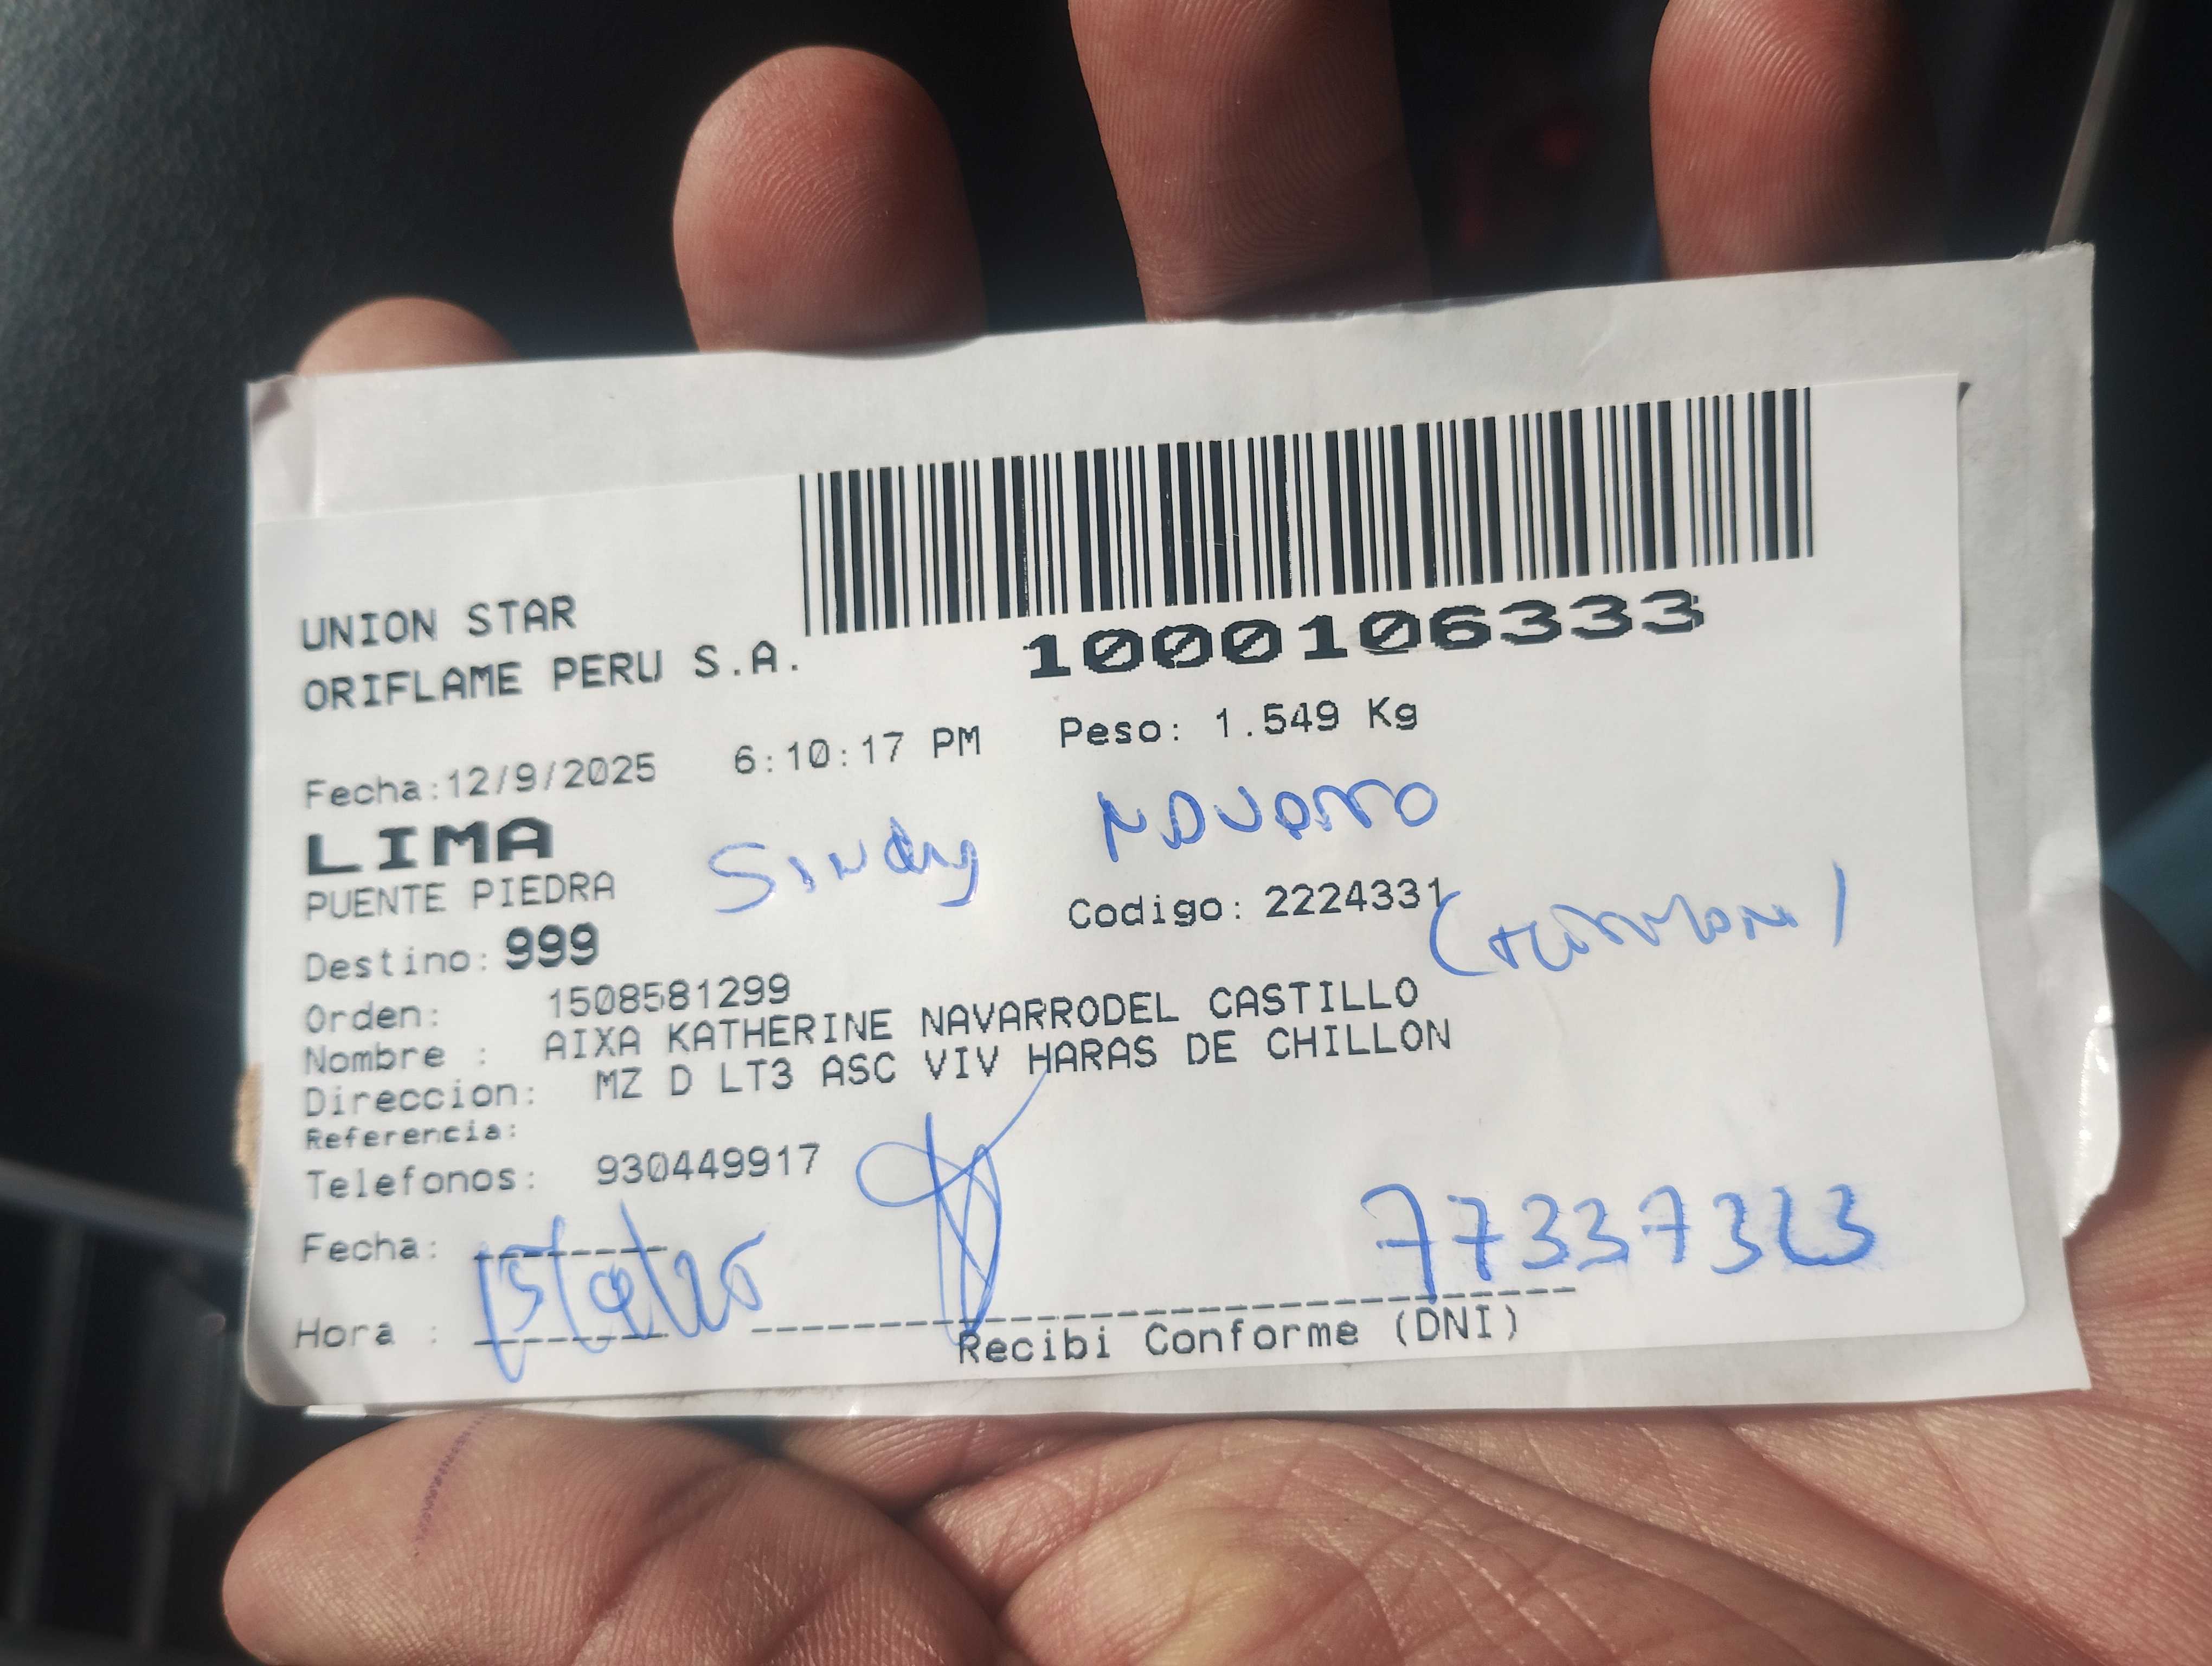 UNION STAR
ORIFLAME PERU S.A.
1000106333
Fecha:12/9/2025 6:10:17 PM Peso: 1.549 Kg
LIMA
PUENTE PIEDRA
Sindy Navarro
Destino: 999 Codigo: 2224331
Orden: 1508581299
Nombre : AIXA KATHERINE NAVARRODEL CASTILLO
Direccion: MZ D LT3 ASC VIV HARAS DE CHILLON
Referencia:
Telefonos: 930449917
Fecha:
Hora :
Recibi Conforme (DNI)